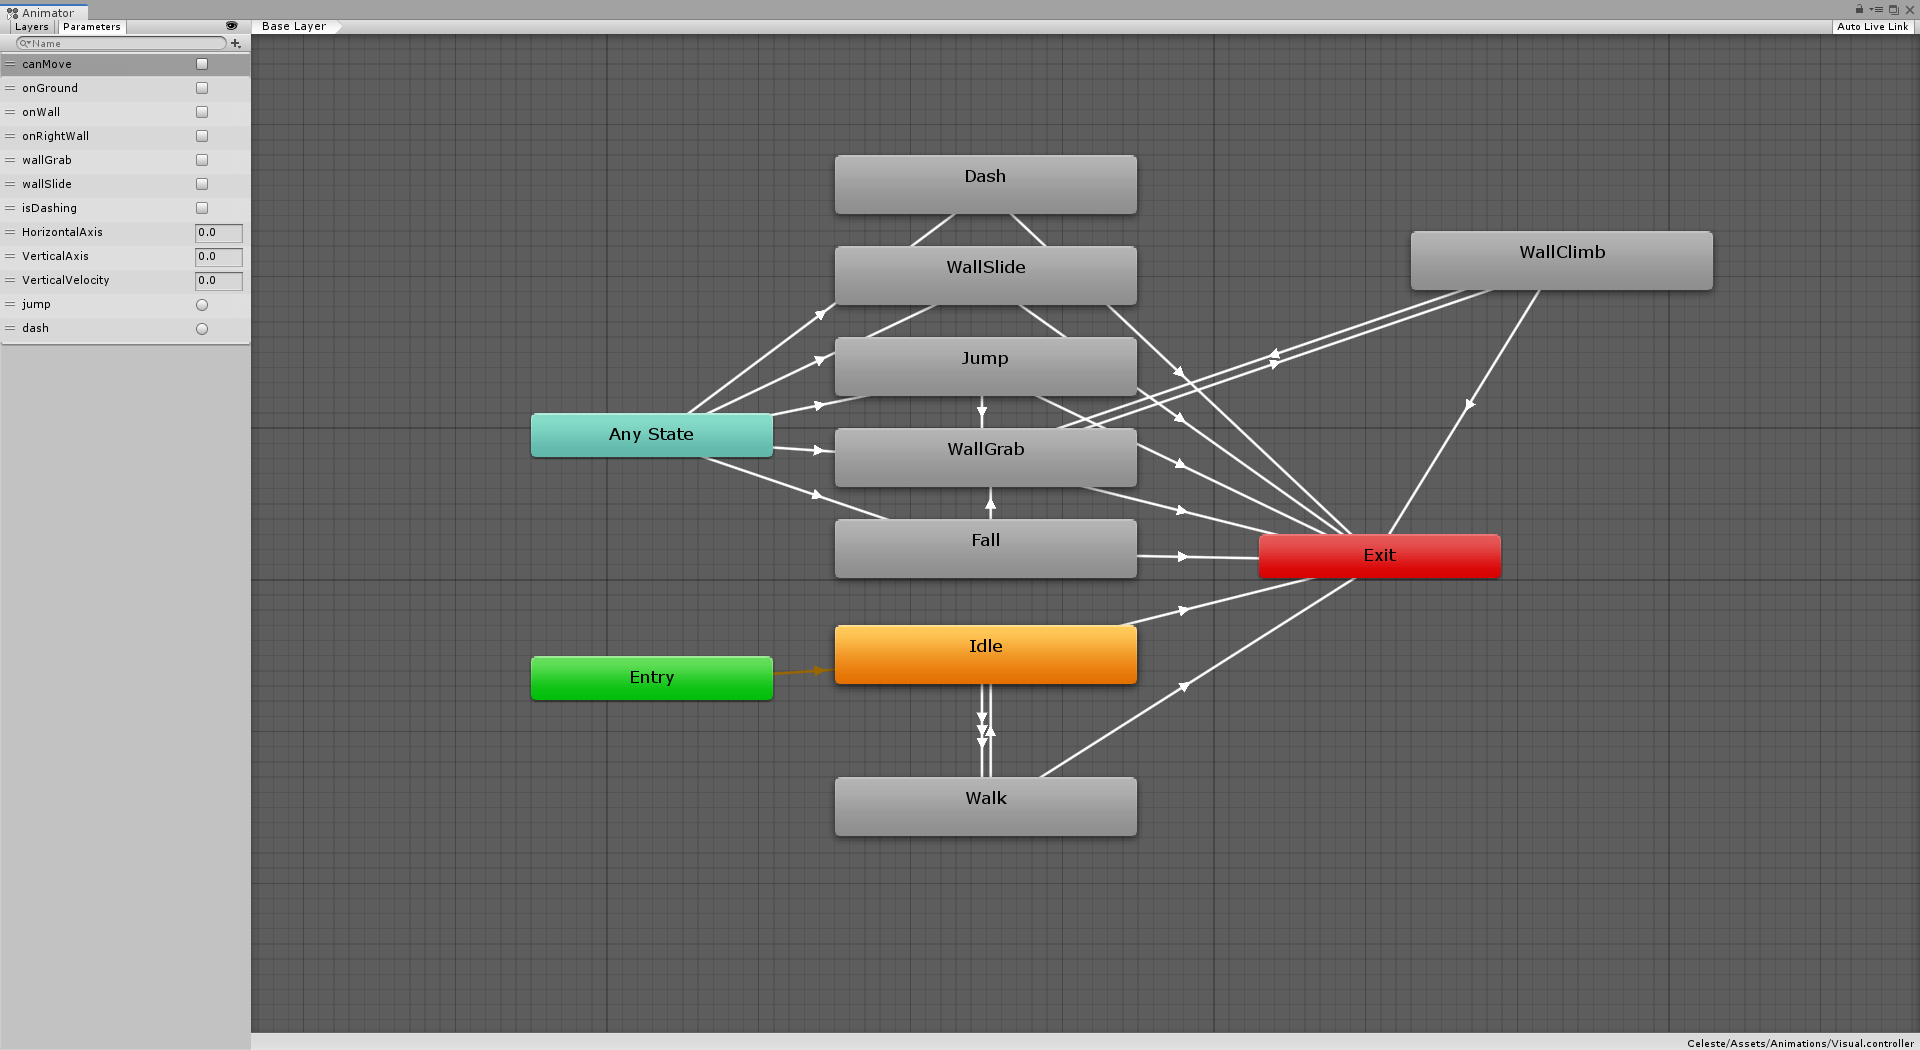 Animator
Layers Parameters
Base Layer
Auto Live Link
Name
canMove
onGround
onWall
onRightWall
wallGrab
wallSlide
isDashing
HorizontalAxis 0.0
VerticalAxis 0.0
VerticalVelocity 0.0
jump
dash
Dash
WallSlide
WallClimb
Jump
Any State
WallGrab
Fall
Exit
Idle
Entry
Walk
Celeste/Assets/Animations/Visual.controller